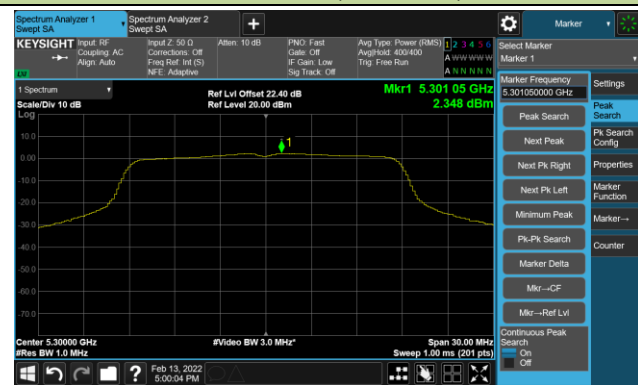 Spectrum Analyzer 1
Swept SA
Spectrum Analyzer 2
Swept SA
+
Marker
KEYSIGHT
Input: RF
Coupling: AC
Align: Auto
Input Z: 50 Ω
Corrections: Off
Freq Ref: Int (S)
NFE: Adaptive
Atten: 10 dB
PNO: Fast
Gate: Off
IF Gain: Low
Sig Track: Off
Avg Type: Power (RMS)
Avg|Hold: 400/400
Trig: Free Run
1 2 3 4 5 6
A W W W W W
A N N N N N
Select Marker
Marker 1
1 Spectrum
Scale/Div 10 dB
Log
Ref Lvl Offset 22.40 dB
Ref Level 20.00 dBm
Mkr1 5.301 05 GHz
2.348 dBm
1
10.0
0.00
-10.0
-20.0
-30.0
-40.0
-50.0
-60.0
-70.0
Center 5.30000 GHz
#Res BW 1.0 MHz
#Video BW 3.0 MHz*
Span 30.00 MHz
Sweep 1.00 ms (201 pts)
Marker Frequency
5.301050000 GHz
Peak Search
Next Peak
Next Pk Right
Next Pk Left
Minimum Peak
Pk-Pk Search
Marker Delta
Mkr→CF
Mkr→Ref Lvl
Continuous Peak
Search
On
Off
Settings
Peak
Search
Pk Search
Config
Properties
Marker
Function
Marker→
Counter
?
Feb 13, 2022
5:00:04 PM